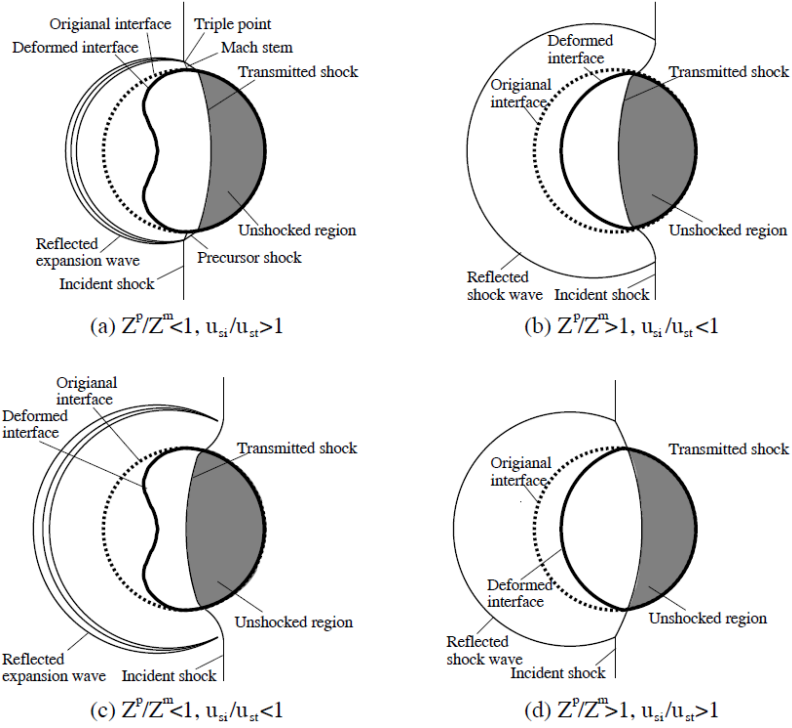 Origianal interface
Triple point
Deformed interface
Mach stem
Transmitted shock
Unshocked region
Reflected
expansion wave
Precursor shock
Incident shock
(a) Z^p/Z^m<1, u_si/u_st>1
Deformed
interface
Transmitted shock
Origianal
interface
Unshocked region
Reflected
shock wave
Incident shock
(b) Z^p/Z^m>1, u_si/u_st<1
Origianal
interface
Deformed
interface
Transmitted shock
Unshocked region
Reflected
expansion wave
Incident shock
(c) Z^p/Z^m<1, u_si/u_st<1
Transmitted shock
Origianal
interface
Deformed
interface
Unshocked region
Reflected
shock wave
Incident shock
(d) Z^p/Z^m>1, u_si/u_st>1